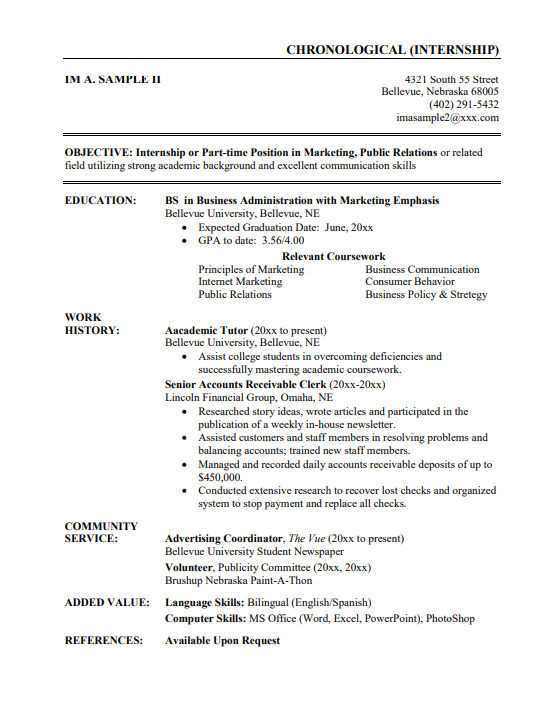 CHRONOLOGICAL (INTERNSHIP)
IM A. SAMPLE II
4321 South 55 Street
Bellevue, Nebraska 68005
(402) 291-5432
imasample2@xxx.com
OBJECTIVE: Internship or Part-time Position in Marketing, Public Relations or related
field utilizing strong academic background and excellent communication skills
EDUCATION: BS in Business Administration with Marketing Emphasis
Bellevue University, Bellevue, NE
• Expected Graduation Date: June, 20xx
• GPA to date: 3.56/4.00
Relevant Coursework
Principles of Marketing Business Communication
Internet Marketing Consumer Behavior
Public Relations Business Policy & Stretegy
WORK
HISTORY: Aacademic Tutor (20xx to present)
Bellevue University, Bellevue, NE
• Assist college students in overcoming deficiencies and
successfully mastering academic coursework.
Senior Accounts Receivable Clerk (20xx-20xx)
Lincoln Financial Group, Omaha, NE
• Researched story ideas, wrote articles and participated in the
publication of a weekly in-house newsletter.
• Assisted customers and staff members in resolving problems and
balancing accounts; trained new staff members.
• Managed and recorded daily accounts receivable deposits of up to
$450,000.
• Conducted extensive research to recover lost checks and organized
system to stop payment and replace all checks.
COMMUNITY
SERVICE: Advertising Coordinator, The Vue (20xx to present)
Bellevue University Student Newspaper
Volunteer, Publicity Committee (20xx, 20xx)
Brushup Nebraska Paint-A-Thon
ADDED VALUE: Language Skills: Bilingual (English/Spanish)
Computer Skills: MS Office (Word, Excel, PowerPoint), PhotoShop
REFERENCES: Available Upon Request